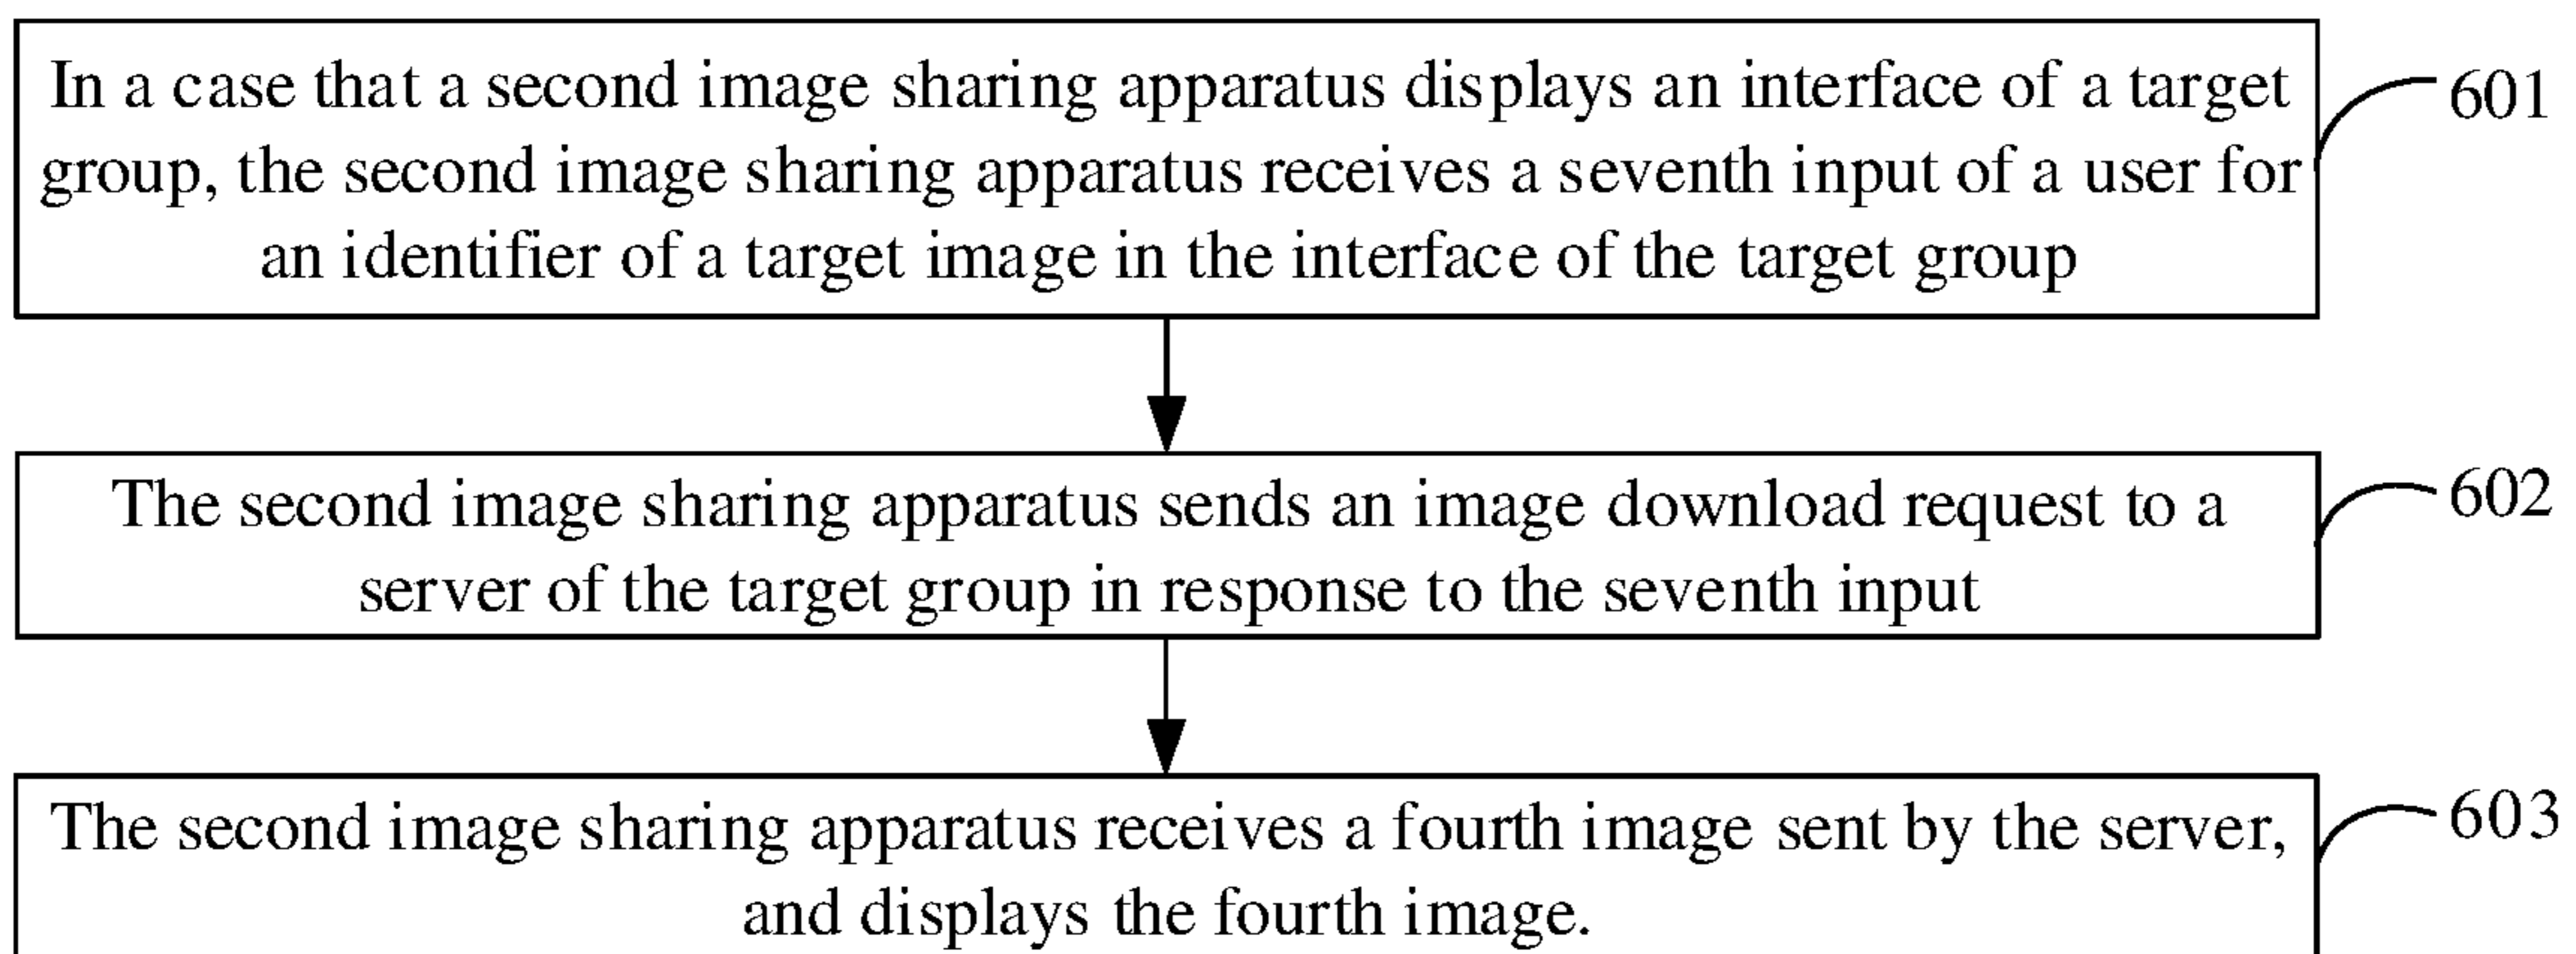 In a case that a second image sharing apparatus displays an interface of a target
group, the second image sharing apparatus receives a seventh input of a user for
an identifier of a target image in the interface of the target group
601
The second image sharing apparatus sends an image download request to a
server of the target group in response to the seventh input
602
The second image sharing apparatus receives a fourth image sent by the server,
and displays the fourth image.
603